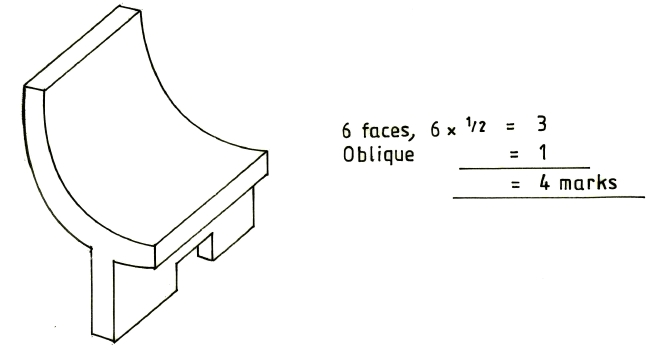 6 faces, 6 × 1/2 = 3
Oblique = 1
= 4 marks